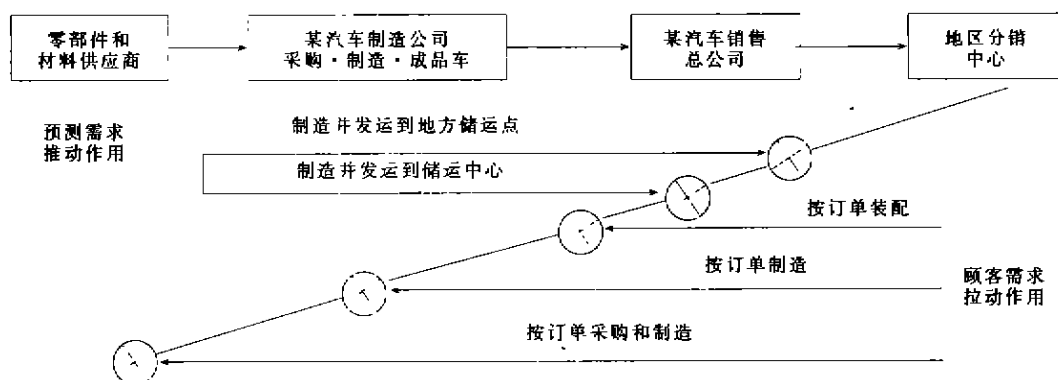 零部件和
材料供应商
某汽车制造公司
采购·制造·成品车
某汽车销售
总公司
地区分销
中心
预测需求
推动作用
制造并发运到地方储运点
制造并发运到储运中心
按订单装配
按订单制造
顾客需求
拉动作用
按订单采购和制造